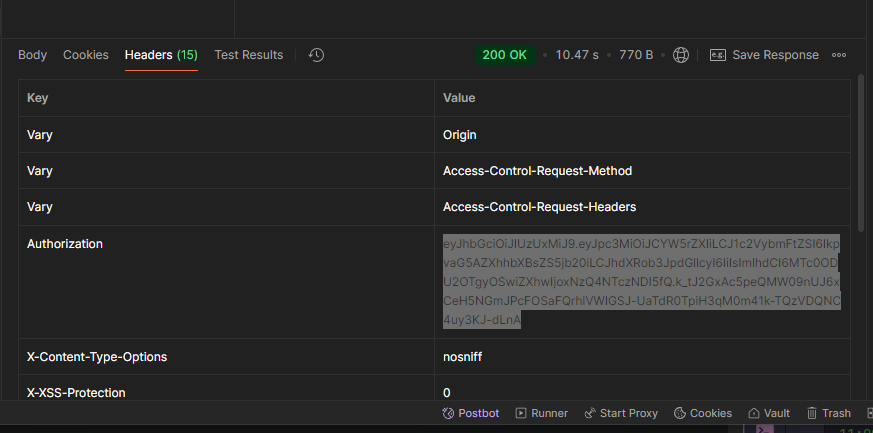 Body Cookies Headers (15) Test Results 200 OK • 10.47 s • 770 B e.g. Save Response
Key Value
Vary Origin
Vary Access-Control-Request-Method
Vary Access-Control-Request-Headers
Authorization eyJhbGciOiJIUzUxMiJ9.eyJpc3MiOiJCYW5rZXIiLCJ1c2VybmFtZSI6Ikp
vaG5AZXhhbXBsZS5jb20iLCJhdXRob3JpdGllcyI6IiIsImlhdCI6MTc0OD
U2OTgyOSwiZXhwIjoxNzQ4NTczNDI5fQ.k_tJ2GxAc5peQMW09nUJ6x
CeH5NGmJPcFOSaFQrhlVWIGSJ-UaTdR0TpiH3qM0m41k-TQzVDQNC
4uy3KJ-dLnA
X-Content-Type-Options nosniff
X-XSS-Protection 0
Postbot Runner Start Proxy Cookies Vault Trash